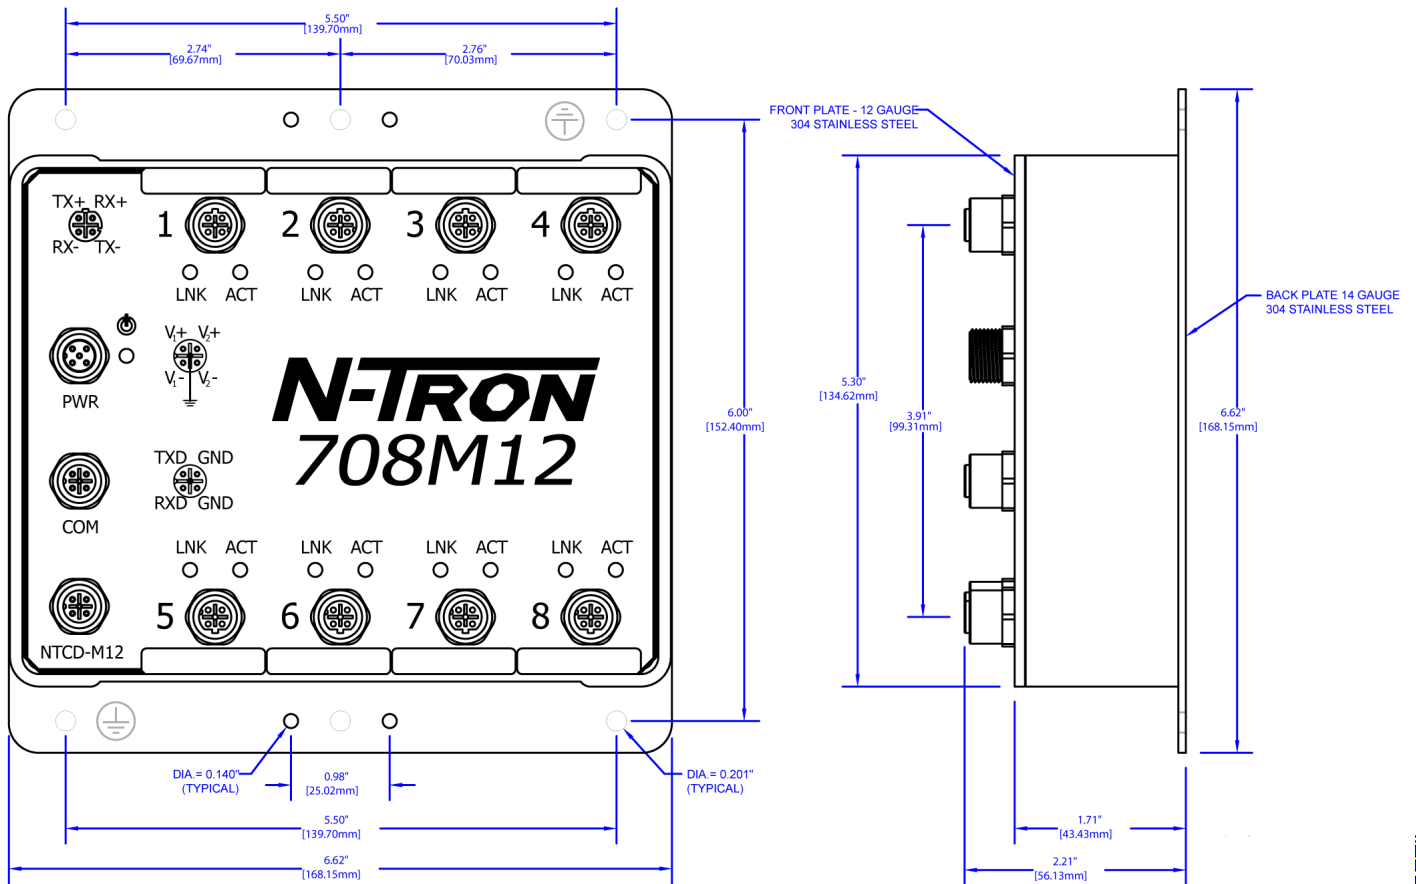 5.50"
[139.70mm]
2.74"
[69.67mm]
2.76"
[70.03mm]
FRONT PLATE - 12 GAUGE
304 STAINLESS STEEL
TX+ RX+
RX- TX-
1 2 3 4
LNK ACT LNK ACT LNK ACT LNK ACT
BACK PLATE 14 GAUGE
304 STAINLESS STEEL
V1+ V2+
V1- V2-
PWR
N-TRON
708M12
5.30"
[134.62mm]
6.00"
[152.40mm]
3.91"
[99.31mm]
6.62"
[168.15mm]
TXD GND
RXD GND
COM
LNK ACT LNK ACT LNK ACT LNK ACT
5 6 7 8
NTCD-M12
DIA.= 0.140"
(TYPICAL)
0.98"
[25.02mm]
DIA.= 0.201"
(TYPICAL)
5.50"
[139.70mm]
1.71"
[43.43mm]
6.62"
[168.15mm]
2.21"
[56.13mm]